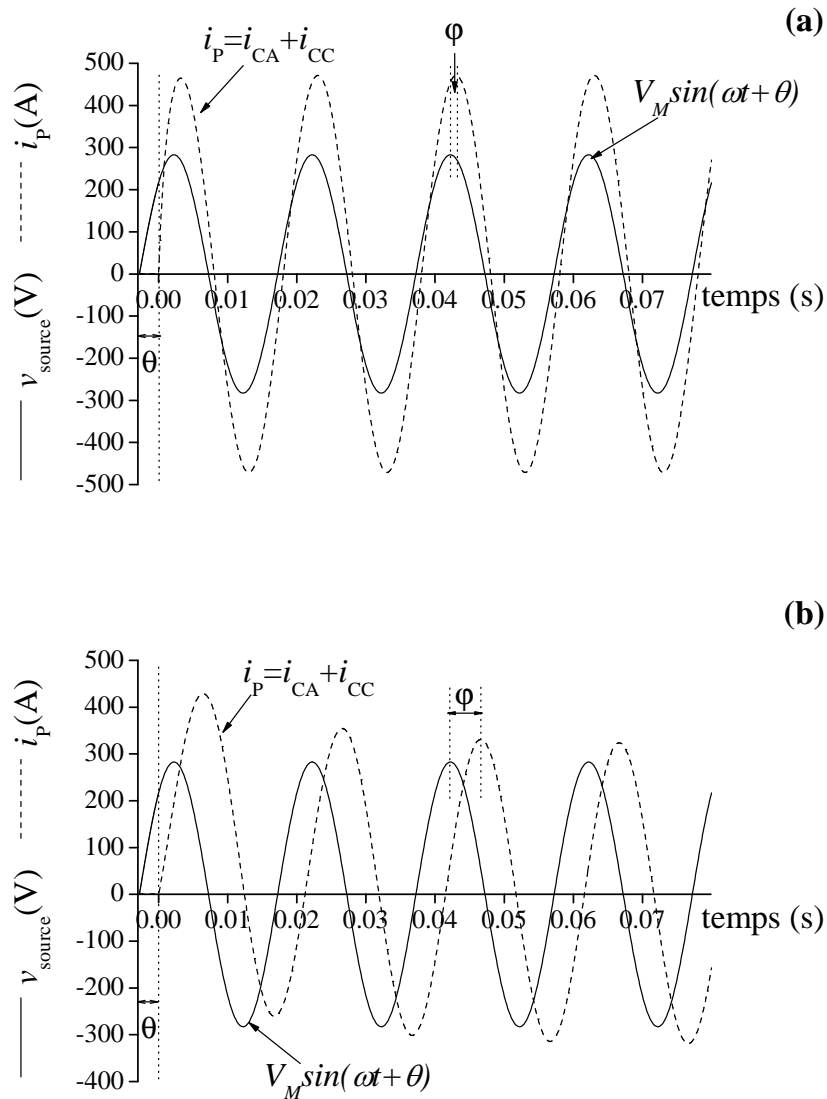 (a)
φ
i_P=i_CA+i_CC
V_M sin(ωt+θ)
500
400
300
200
100
0
-100
-200
-300
-400
-500
0.00 0.01 0.02 0.03 0.04 0.05 0.06 0.07 temps (s)
θ
v_source(V) i_P(A)
(b)
φ
i_P=i_CA+i_CC
500
400
300
200
100
0
-100
-200
-300
-400
0.00 0.01 0.02 0.03 0.04 0.05 0.06 0.07 temps (s)
θ
V_M sin(ωt+θ)
v_source(V) i_P(A)